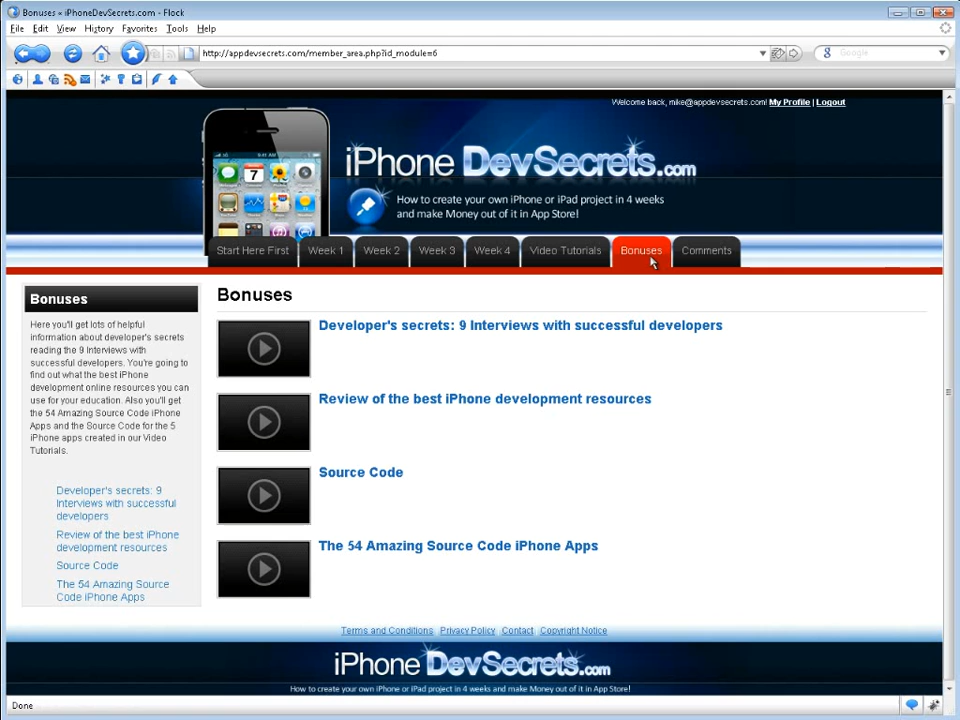 Bonuses « iPhoneDevSecrets.com - Flock
File Edit View History Favorites Tools Help
http://appdevsecrets.com/member_area.php?id_module=6
Google
Welcome back, mike@appdevsecrets.com! My Profile | Logout
iPhone DevSecrets.com
How to create your own iPhone or iPad project in 4 weeks
and make Money out of it in App Store!
Start Here First Week 1 Week 2 Week 3 Week 4 Video Tutorials Bonuses Comments
Bonuses
Here you'll get lots of helpful
information about developer's secrets
reading the 9 Interviews with
successful developers. You're going to
find out what the best iPhone
development online resources you can
use for your education. Also you'll get
the 54 Amazing Source Code iPhone
Apps and the Source Code for the 5
iPhone apps created in our Video
Tutorials.
Developer's secrets: 9
Interviews with successful
developers
Review of the best iPhone
development resources
Source Code
The 54 Amazing Source
Code iPhone Apps
Bonuses
Developer's secrets: 9 Interviews with successful developers
Review of the best iPhone development resources
Source Code
The 54 Amazing Source Code iPhone Apps
Terms and Conditions Privacy Policy Contact Copyright Notice
iPhone DevSecrets.com
How to create your own iPhone or iPad project in 4 weeks and make Money out of it in App Store!
Done